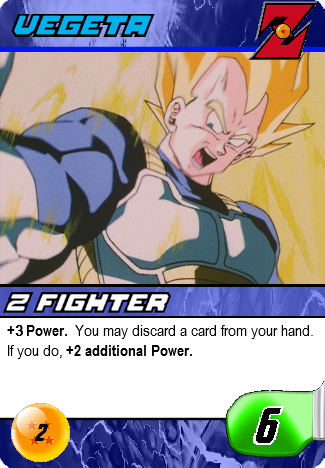 VEGETA
Z
Z FIGHTER
+3 Power. You may discard a card from your hand.
If you do, +2 additional Power.
2
6